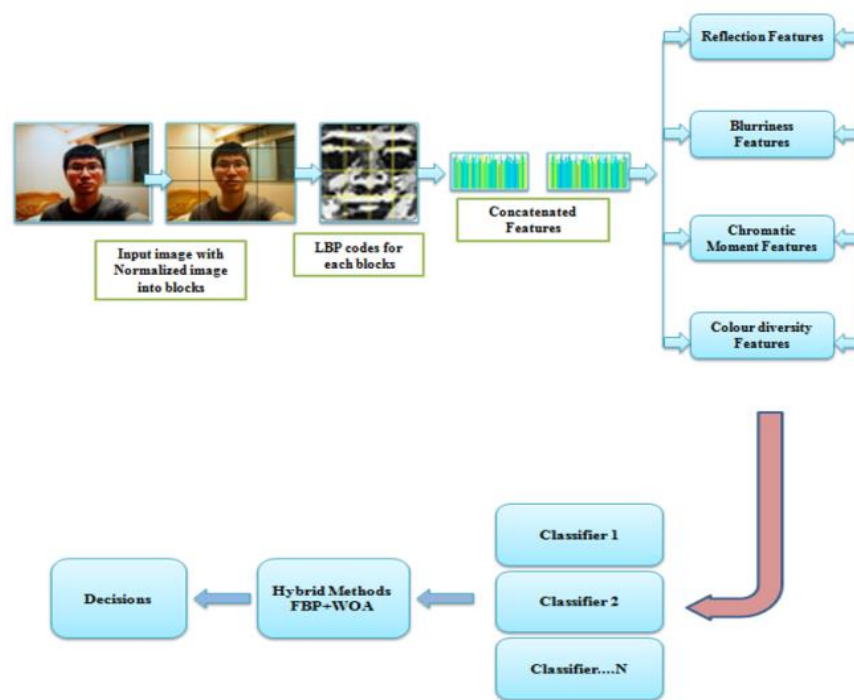 Reflection Features
Blurriness
Features
Chromatic
Moment Features
Colour diversity
Features
Input image with
Normalized image
into blocks
LBP codes for
each blocks
Concatenated
Features
Classifier 1
Classifier 2
Classifier....N
Hybrid Methods
FBP+WOA
Decisions